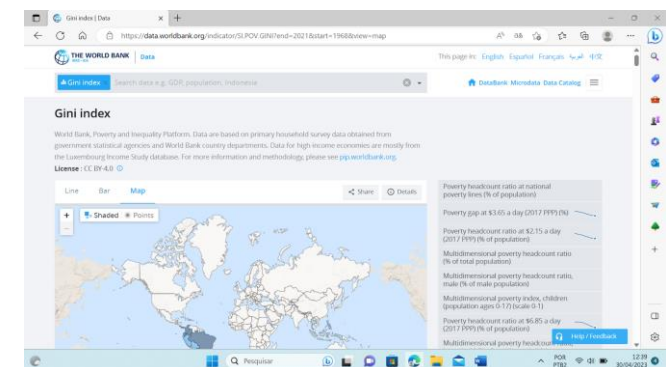 Gini index | Data
https://data.worldbank.org/indicator/SI.POV.GINI?end=2021&start=1968&view=map
THE WORLD BANK | Data
This page in: English Español Français العربية 中文
Gini index
Search data e.g. GDP, population, Indonesia
DataBank Microdata Data Catalog
Gini index
World Bank, Poverty and Inequality Platform. Data are based on primary household survey data obtained from
government statistical agencies and World Bank country departments. Data for high income economies are mostly from
the Luxembourg Income Study database. For more information and methodology, please see pip.worldbank.org.
License : CC BY-4.0
Line Bar Map
Share Details
+ Shaded Points
Poverty headcount ratio at national
poverty lines (% of population)
Poverty gap at $3.65 a day (2017 PPP) (%)
Poverty headcount ratio at $2.15 a day
(2017 PPP) (% of population)
Multidimensional poverty headcount ratio
(% of total population)
Multidimensional poverty headcount ratio,
male (% of male population)
Multidimensional poverty index, children
(population ages 0-17) (scale 0-1)
Poverty headcount ratio at $6.85 a day
(2017 PPP) (% of population)
Multidimensional poverty headcount
Help / Feedback
Pesquisar
POR
PTB2
12:39
30/04/2023